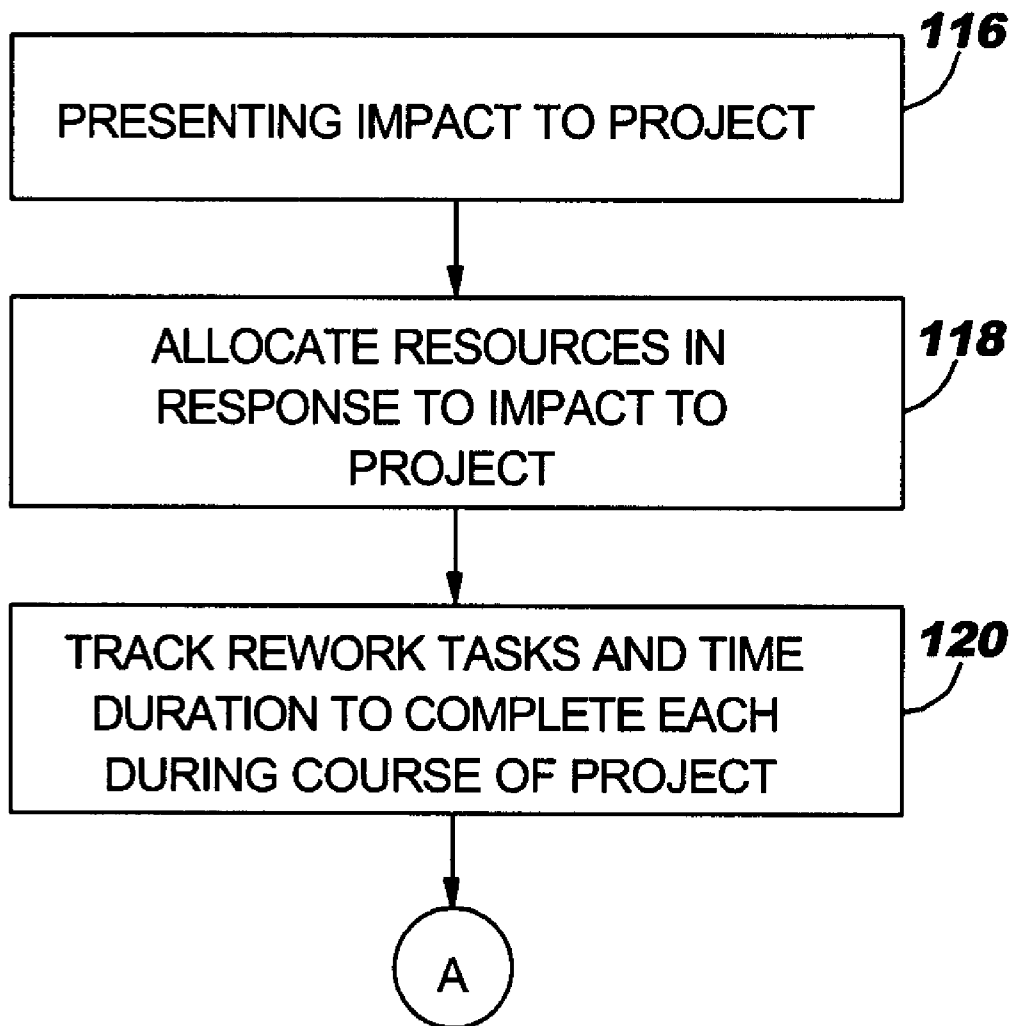 116
PRESENTING IMPACT TO PROJECT
118
ALLOCATE RESOURCES IN
RESPONSE TO IMPACT TO
PROJECT
120
TRACK REWORK TASKS AND TIME
DURATION TO COMPLETE EACH
DURING COURSE OF PROJECT
A